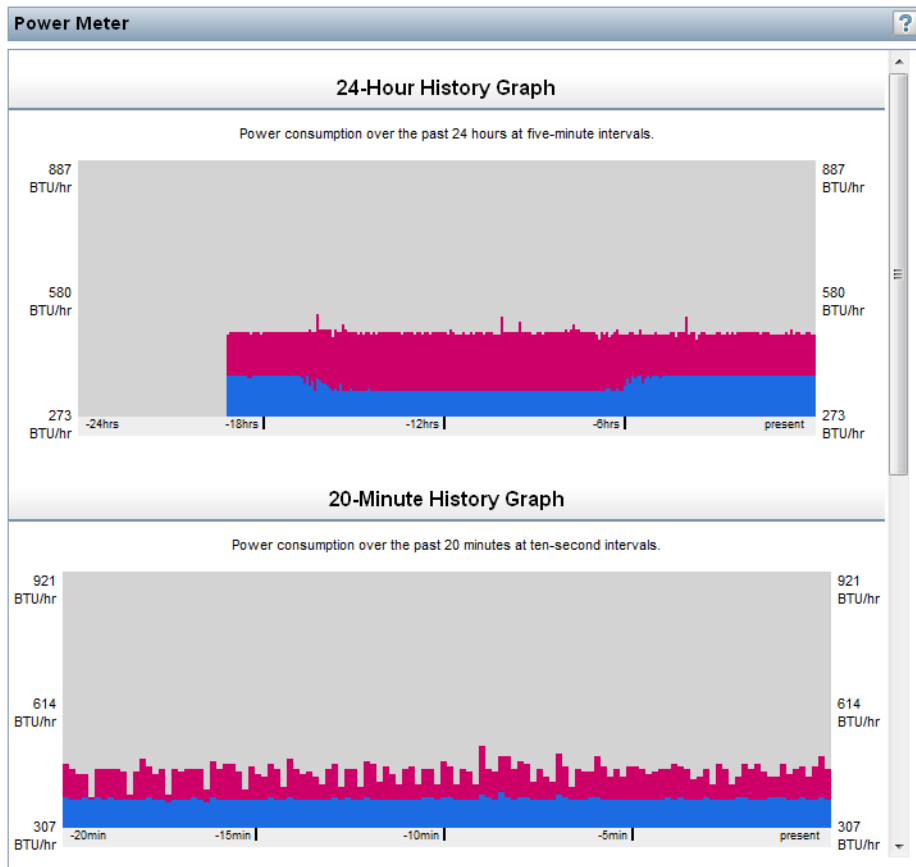 Power Meter
?
24-Hour History Graph
Power consumption over the past 24 hours at five-minute intervals.
887
BTU/hr
887
BTU/hr
580
BTU/hr
580
BTU/hr
273
BTU/hr
273
BTU/hr
-24hrs
-18hrs
-12hrs
-6hrs
present
20-Minute History Graph
Power consumption over the past 20 minutes at ten-second intervals.
921
BTU/hr
921
BTU/hr
614
BTU/hr
614
BTU/hr
307
BTU/hr
307
BTU/hr
-20min
-15min
-10min
-5min
present